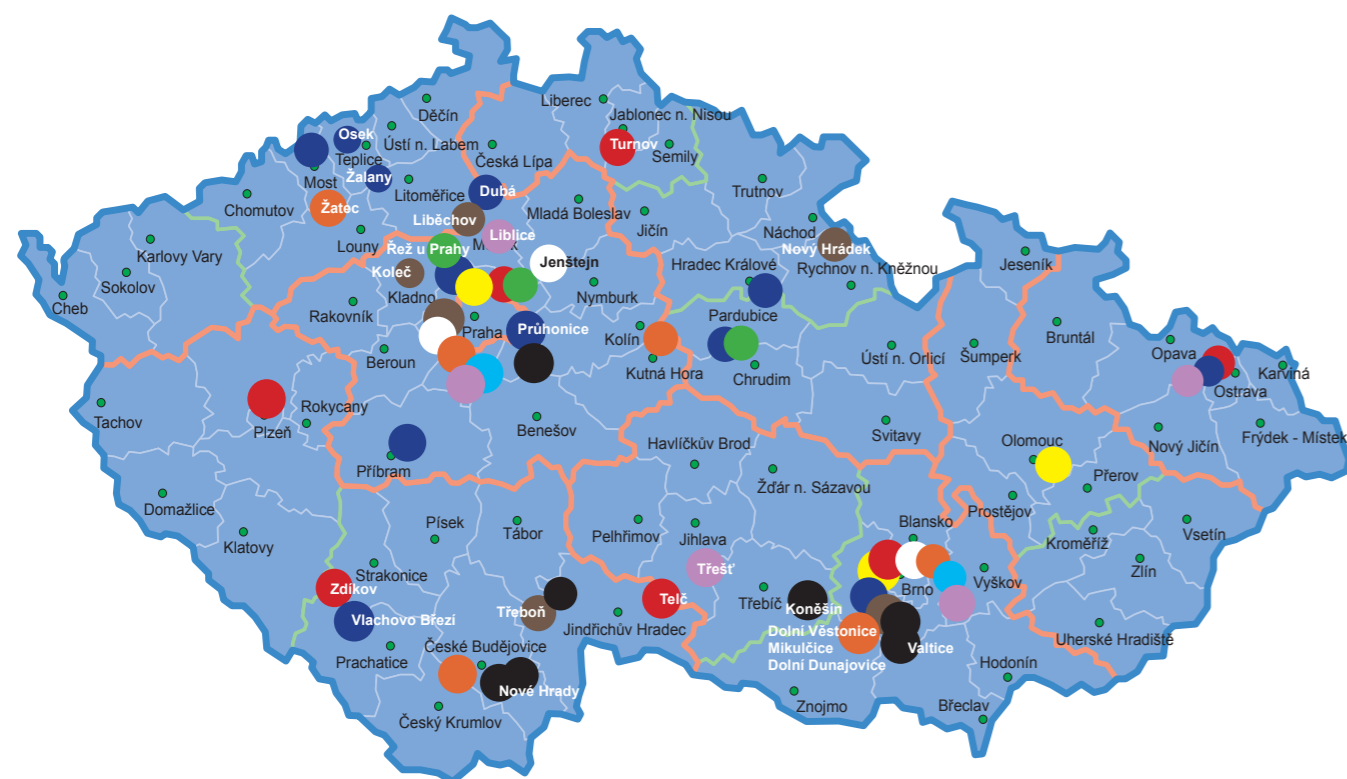 Liberec
Děčín
Jablonec n. Nisou
Osek
Ústí n. Labem
Turnov
Teplice
Česká Lípa
Semily
Most
Žalany
Trutnov
Litoměřice
Dubá
Chomutov
Žatec
Mladá Boleslav
Liběchov
Jičín
Náchod
Louny
Liblice
Karlovy Vary
Řež u Prahy
Nový Hrádek
Jenštejn
Jeseník
Koleč
Hradec Králové
Rychnov n. Kněžnou
Sokolov
Kladno
Nymburk
Cheb
Rakovník
Pardubice
Praha
Průhonice
Bruntál
Kolín
Opava
Beroun
Ústí n. Orlicí
Šumperk
Kutná Hora
Chrudim
Karviná
Ostrava
Rokycany
Tachov
Plzeň
Benešov
Svitavy
Nový Jičín
Frýdek - Místek
Havlíčkův Brod
Olomouc
Příbram
Přerov
Žďár n. Sázavou
Domažlice
Prostějov
Písek
Blansko
Tábor
Pelhřimov
Jihlava
Kroměříž
Vsetín
Klatovy
Třešť
Strakonice
Zlín
Vyškov
Zdíkov
Brno
Telč
Třebíč
Koněšín
Třeboň
Vlachovo Březí
Jindřichův Hradec
Dolní Věstonice
Mikulčice
Valtice
Dolní Dunajovice
Uherské Hradiště
České Budějovice
Prachatice
Hodonín
Nové Hrady
Znojmo
Břeclav
Český Krumlov